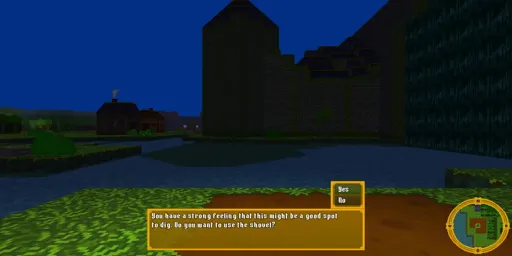 Yes
No
You have a strong feeling that this might be a good spot
to dig. Do you want to use the shovel?